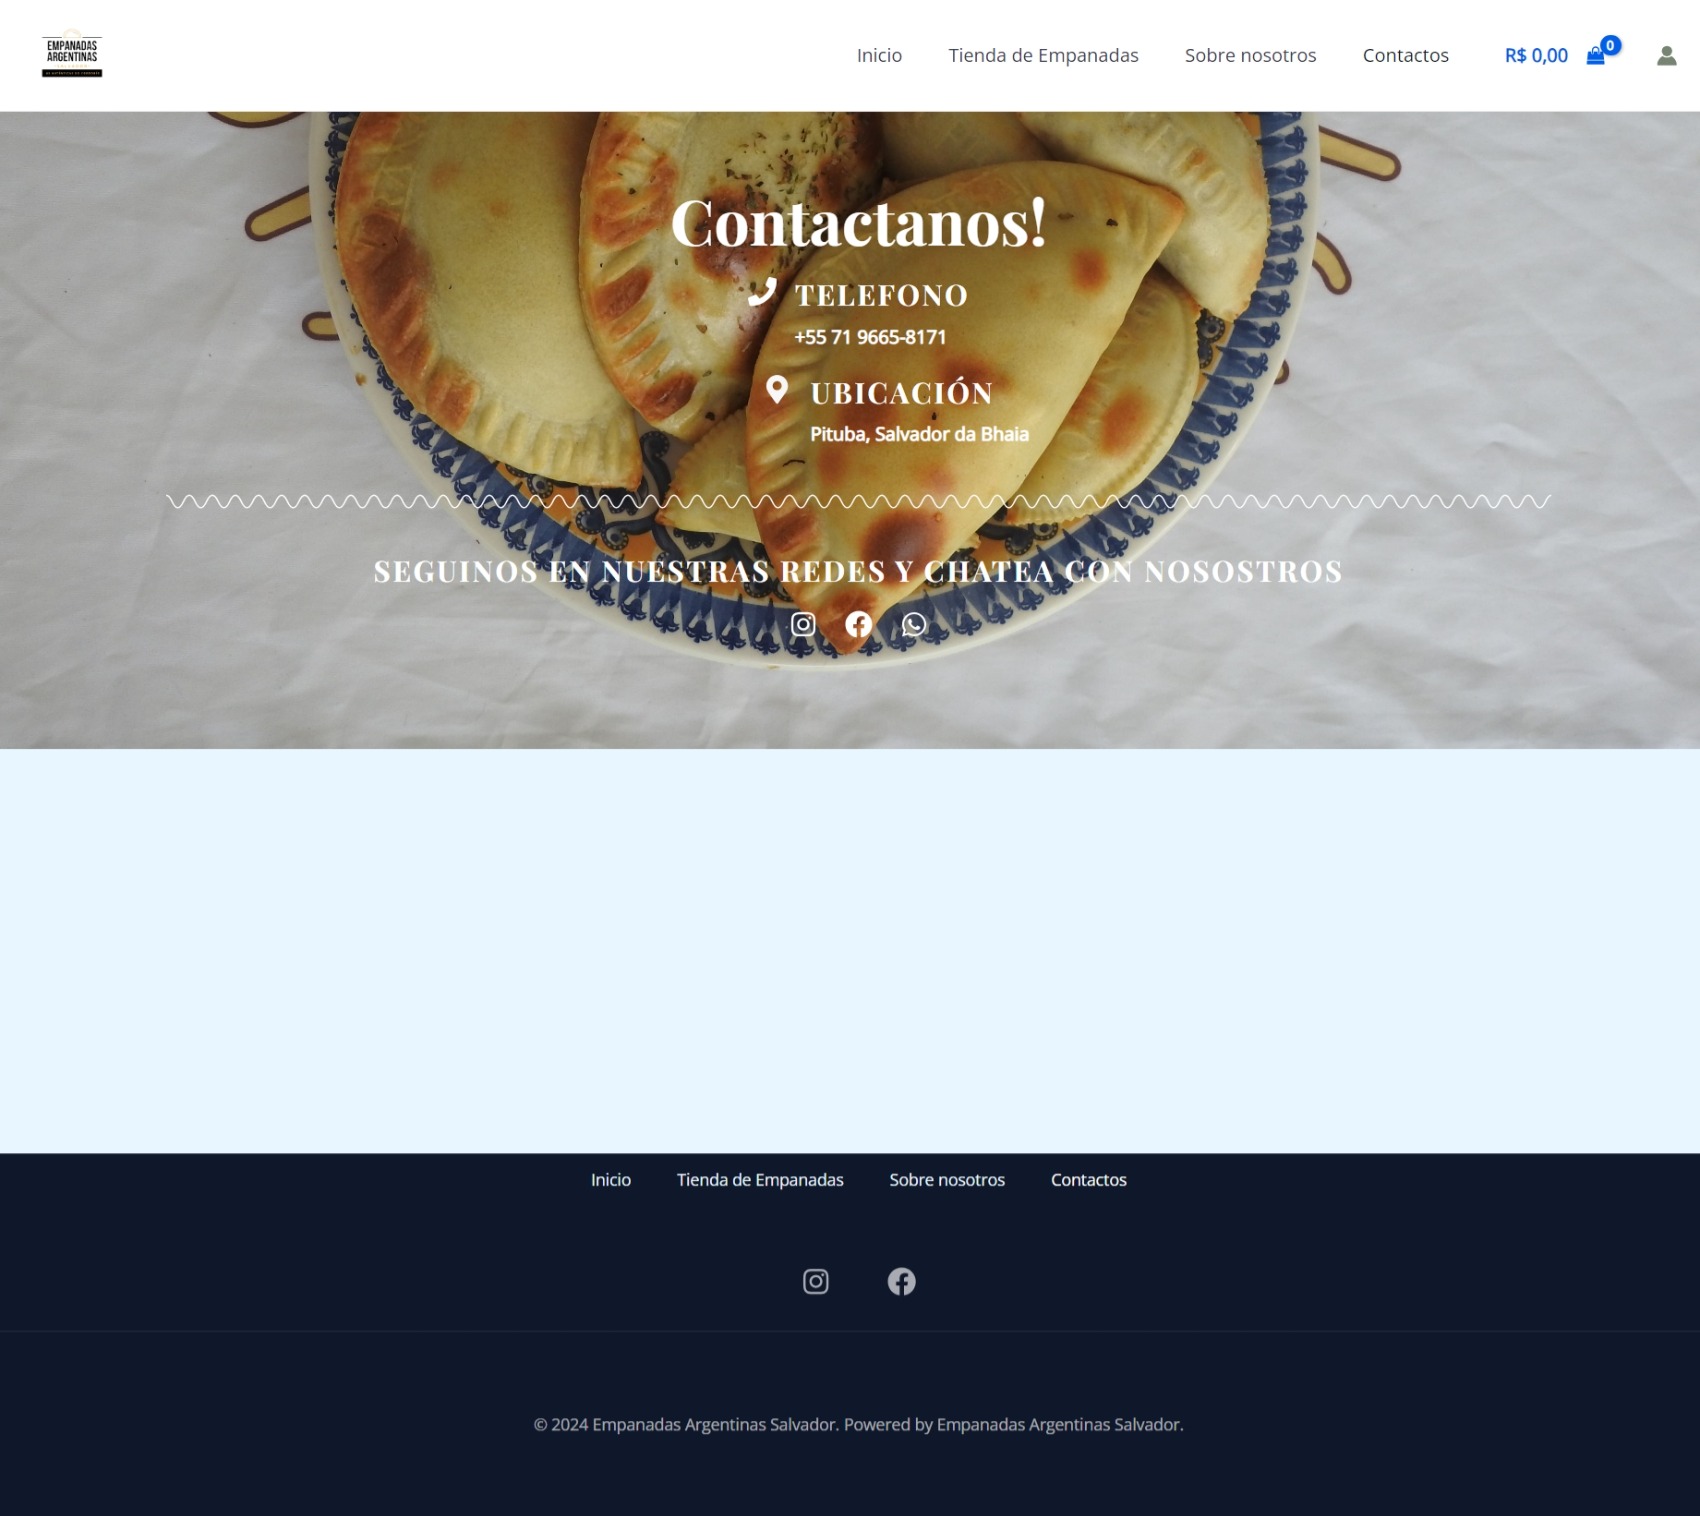 EMPANADAS
ARGENTINAS
Inicio Tienda de Empanadas Sobre nosotros Contactos R$ 0,00 0
Contactanos!
TELEFONO
+55 71 9665-8171
UBICACIÓN
Pituba, Salvador da Bhaia
SEGUINOS EN NUESTRAS REDES Y CHATEA CON NOSOSTROS
Inicio Tienda de Empanadas Sobre nosotros Contactos
© 2024 Empanadas Argentinas Salvador. Powered by Empanadas Argentinas Salvador.